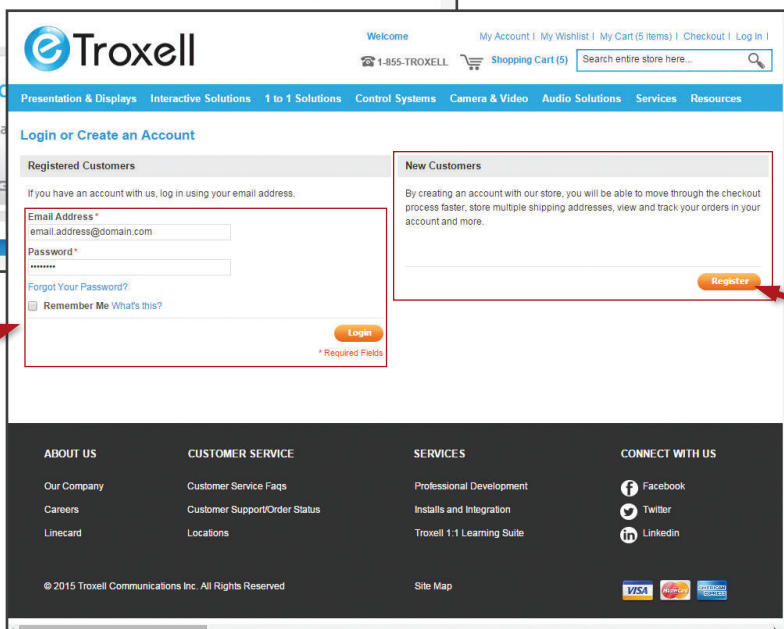 eTroxell
Welcome
My Account | My Wishlist | My Cart (5 items) | Checkout | Log In |
1-855-TROXELL
Shopping Cart (5)
Search entire store here...
Presentation & Displays Interactive Solutions 1 to 1 Solutions Control Systems Camera & Video Audio Solutions Services Resources
Login or Create an Account
Registered Customers
If you have an account with us, log in using your email address.
Email Address *
email.address@domain.com
Password *
••••••••
Forgot Your Password?
Remember Me What's this?
Login
* Required Fields
New Customers
By creating an account with our store, you will be able to move through the checkout
process faster, store multiple shipping addresses, view and track your orders in your
account and more.
Register
ABOUT US
Our Company
Careers
Linecard
CUSTOMER SERVICE
Customer Service Faqs
Customer Support/Order Status
Locations
SERVICES
Professional Development
Installs and Integration
Troxell 1:1 Learning Suite
CONNECT WITH US
Facebook
Twitter
Linkedin
© 2015 Troxell Communications Inc. All Rights Reserved
Site Map
VISA
MasterCard
AMERICAN EXPRESS